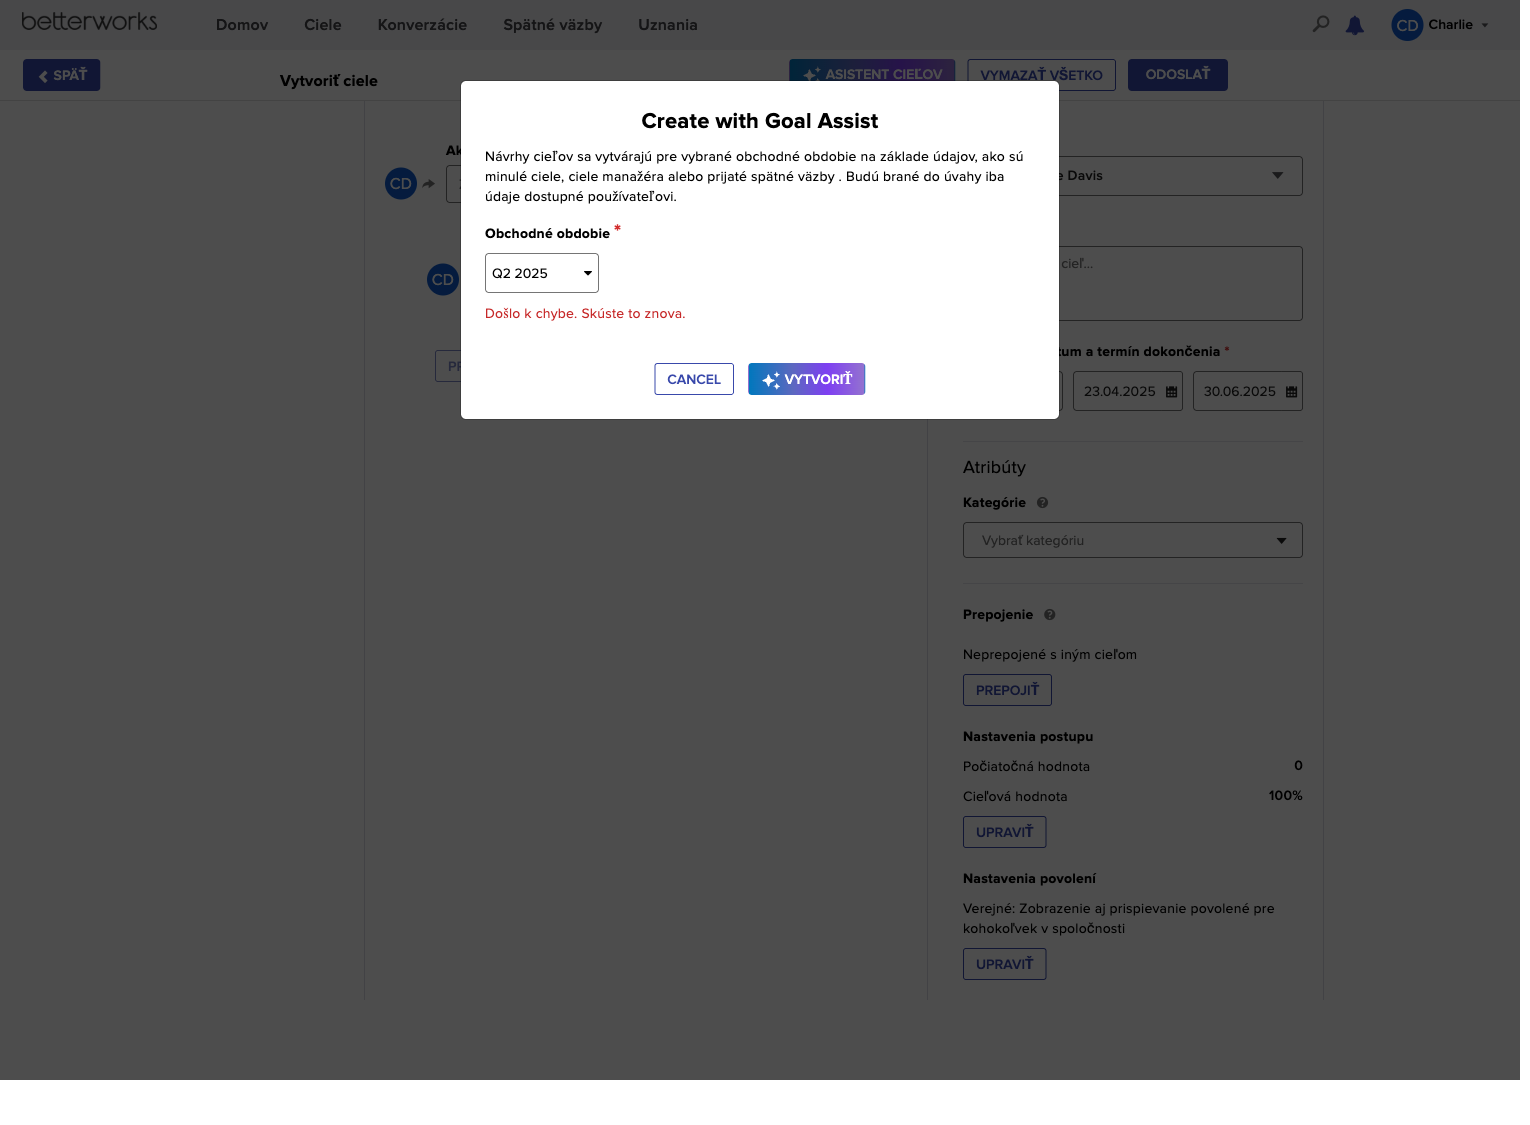 betterworks
Domov
Ciele
Konverzácie
Spätné väzby
Uznania
CD
Charlie
SPÄŤ
Vytvoriť ciele
ASISTENT CIEĽOV
VYMAZAŤ VŠETKO
ODOSLAŤ
Create with Goal Assist
Návrhy cieľov sa vytvárajú pre vybrané obchodné obdobie na základe údajov, ako sú
minulé ciele, ciele manažéra alebo prijaté spätné väzby . Budú brané do úvahy iba
údaje dostupné používateľovi.
Obchodné obdobie *
Q2 2025
Došlo k chybe. Skúste to znova.
CANCEL
VYTVORIŤ
CD
CD
Davis
cieľ...
termín dokončenia *
23.04.2025
30.06.2025
Atribúty
Kategórie
Vybrať kategóriu
Prepojenie
Neprepojené s iným cieľom
PREPOJIŤ
Nastavenia postupu
Počiatočná hodnota
0
Cieľová hodnota
100%
UPRAVIŤ
Nastavenia povolení
Verejné: Zobrazenie aj prispievanie povolené pre
kohokoľvek v spoločnosti
UPRAVIŤ